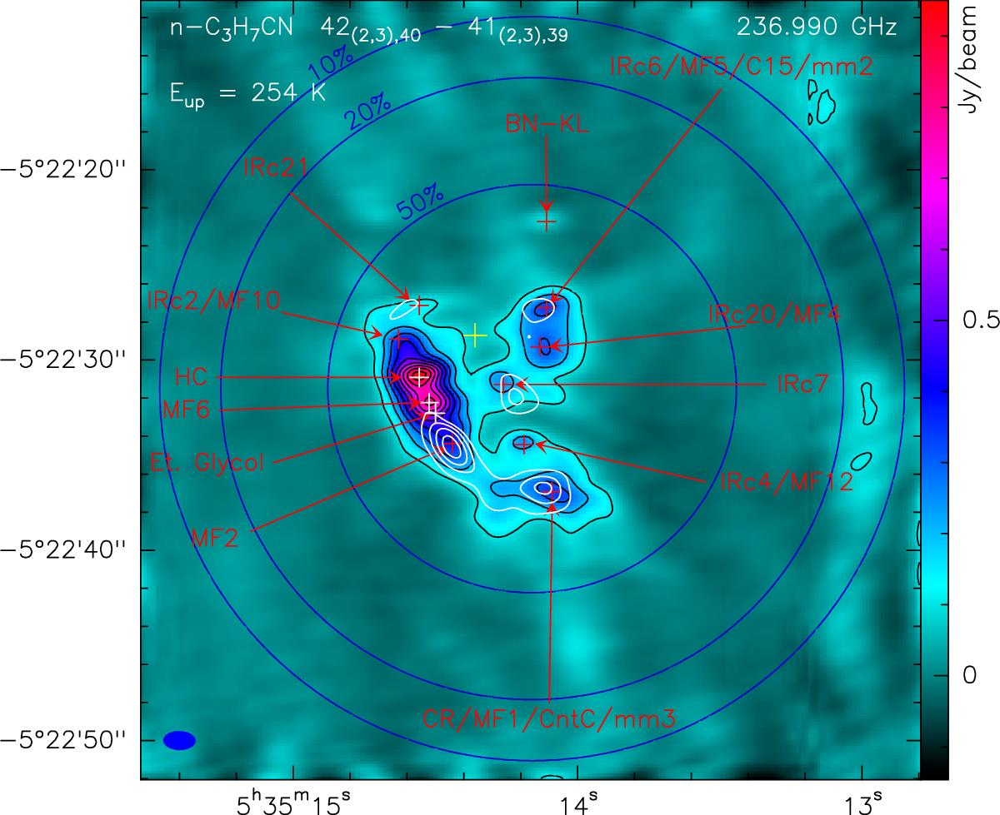 n−C₃H₇CN 42₍₂,₃₎,₄₀ − 41₍₂,₃₎,₃₉ 236.990 GHz
E_up = 254 K
10%
20%
50%
IRc6/MF5/C15/mm2
BN−KL
IRc21
IRc2/MF10
IRc20/MF4
HC
IRc7
MF6
Et. Glycol
IRc4/MF12
MF2
CR/MF1/CntC/mm3
−5°22'20''
−5°22'30''
−5°22'40''
−5°22'50''
5ʰ35ᵐ15ˢ
14ˢ
13ˢ
Jy/beam
0.5
0